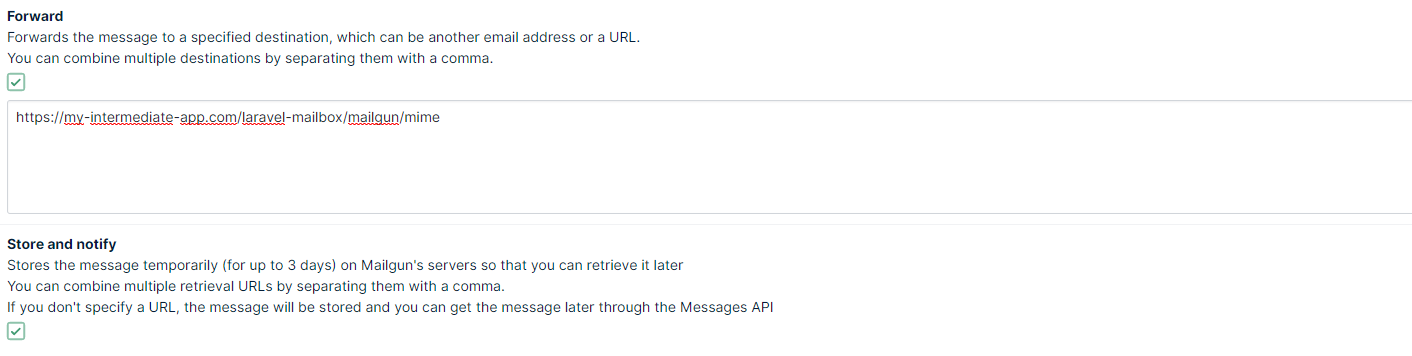 Forward
Forwards the message to a specified destination, which can be another email address or a URL.
You can combine multiple destinations by separating them with a comma.
https://my-intermediate-app.com/laravel-mailbox/mailgun/mime
Store and notify
Stores the message temporarily (for up to 3 days) on Mailgun's servers so that you can retrieve it later
You can combine multiple retrieval URLs by separating them with a comma.
If you don't specify a URL, the message will be stored and you can get the message later through the Messages API